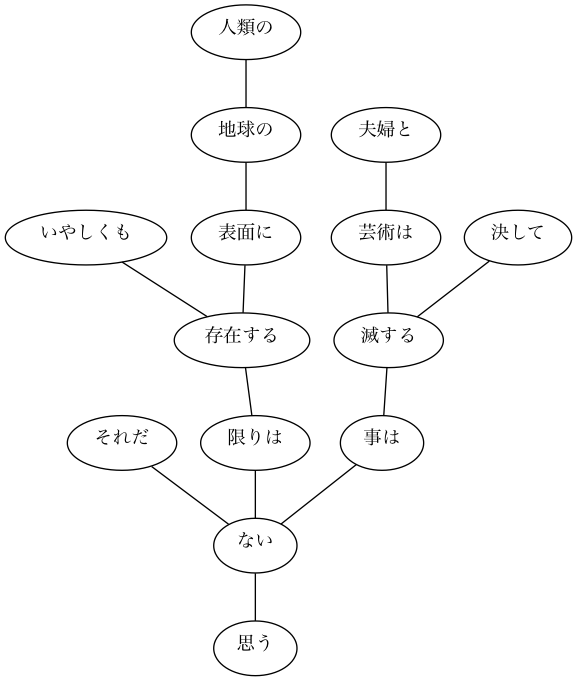 人類の
地球の
夫婦と
いやしくも
表面に
芸術は
決して
存在する
滅する
それだ
限りは
事は
ない
思う